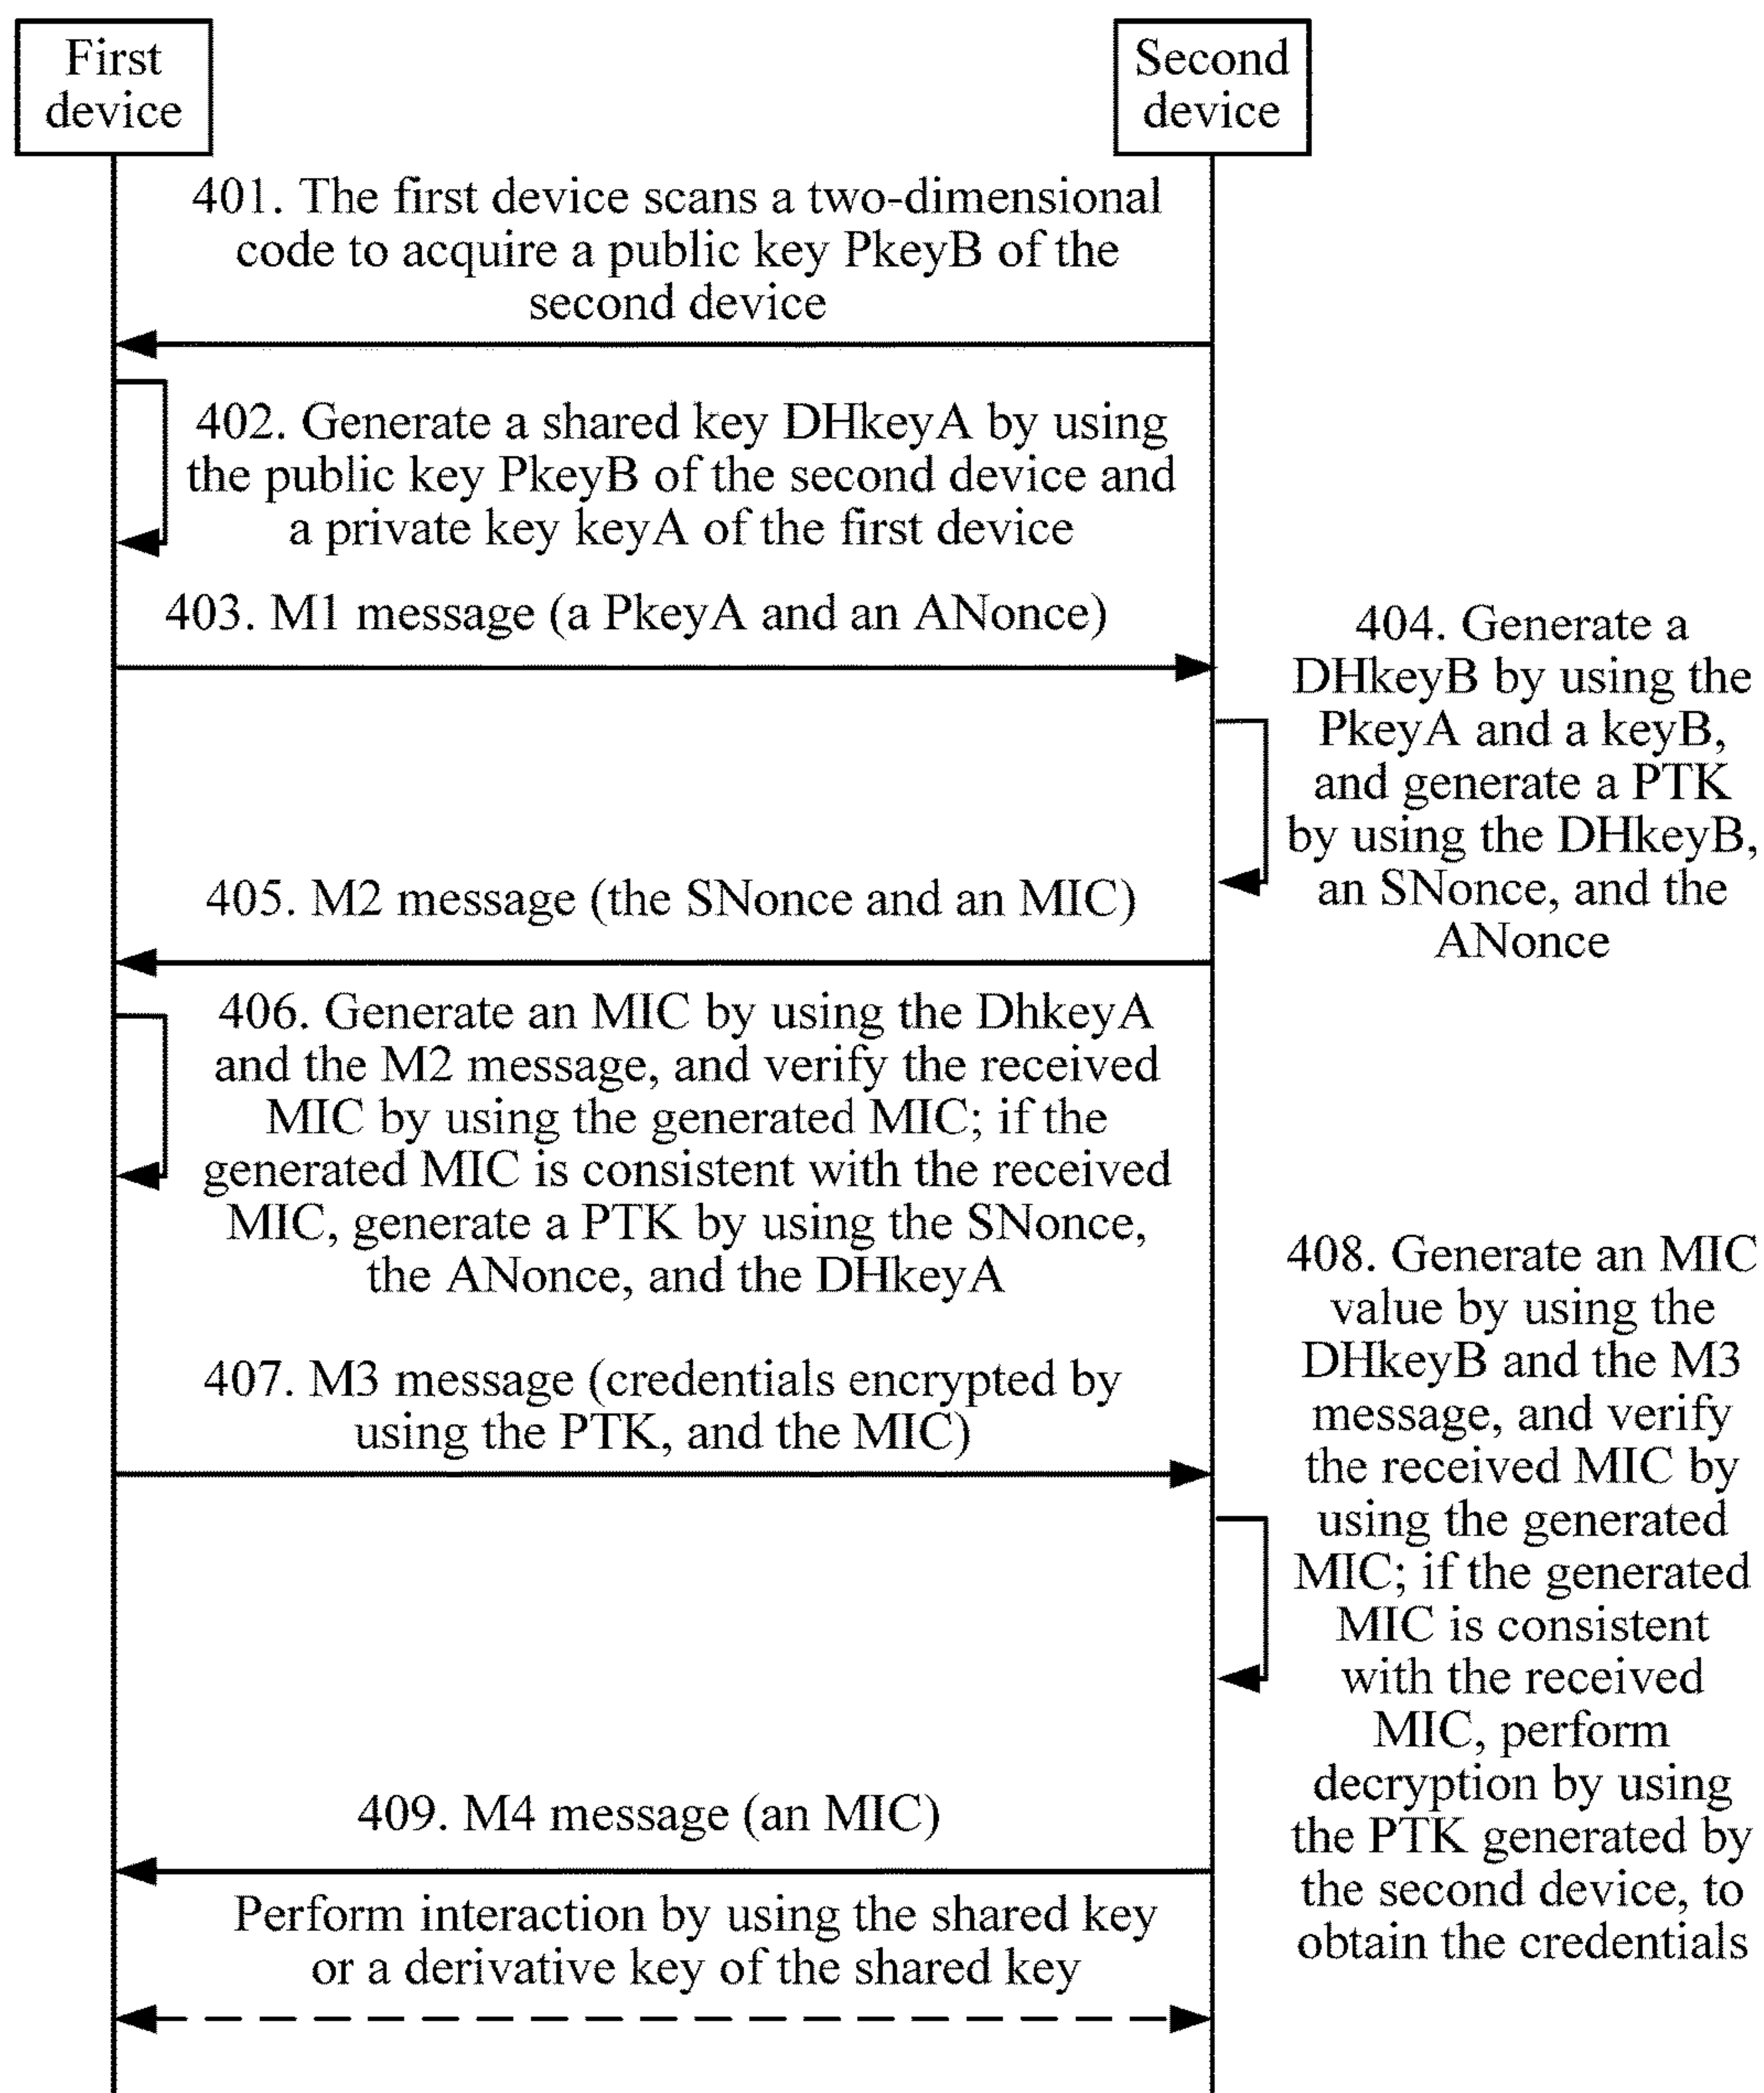 First
device
Second
device
401. The first device scans a two-dimensional
code to acquire a public key PkeyB of the
second device
402. Generate a shared key DHkeyA by using
the public key PkeyB of the second device and
a private key keyA of the first device
403. M1 message (a PkeyA and an ANonce)
404. Generate a
DHkeyB by using the
PkeyA and a keyB,
and generate a PTK
by using the DHkeyB,
an SNonce, and the
ANonce
405. M2 message (the SNonce and an MIC)
406. Generate an MIC by using the DhkeyA
and the M2 message, and verify the received
MIC by using the generated MIC; if the
generated MIC is consistent with the received
MIC, generate a PTK by using the SNonce,
the ANonce, and the DHkeyA
407. M3 message (credentials encrypted by
using the PTK, and the MIC)
408. Generate an MIC
value by using the
DHkeyB and the M3
message, and verify
the received MIC by
using the generated
MIC; if the generated
MIC is consistent
with the received
MIC, perform
decryption by using
the PTK generated by
the second device, to
obtain the credentials
409. M4 message (an MIC)
Perform interaction by using the shared key
or a derivative key of the shared key